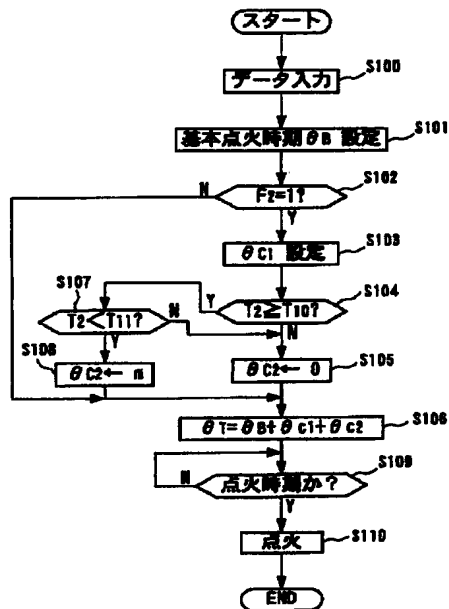 スタート
データ入力
S100
基本点火時期θB 設定
S101
F2=1?
S102
N
Y
θC1 設定
S103
T2≧T10?
S104
Y
N
T2<T11?
S107
N
Y
θC2← n
S108
θC2← 0
S105
θT=θB+θC1+θC2
S106
点火時期か?
S109
N
Y
点火
S110
END